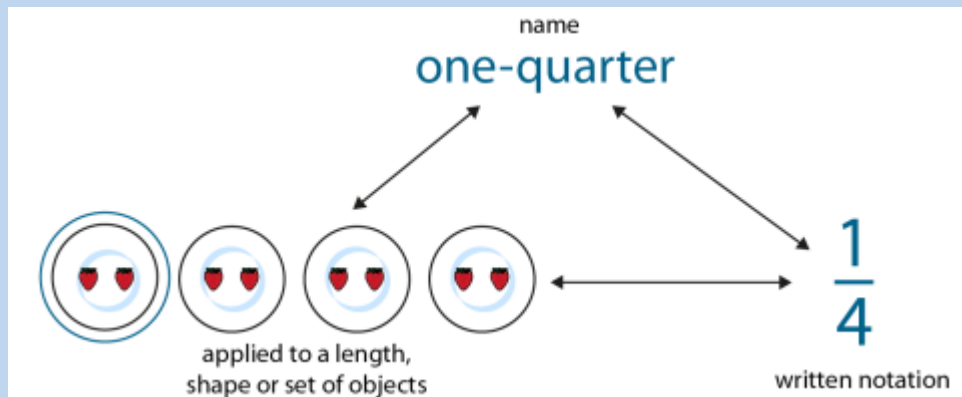 name
one-quarter
1
4
applied to a length,
shape or set of objects
written notation